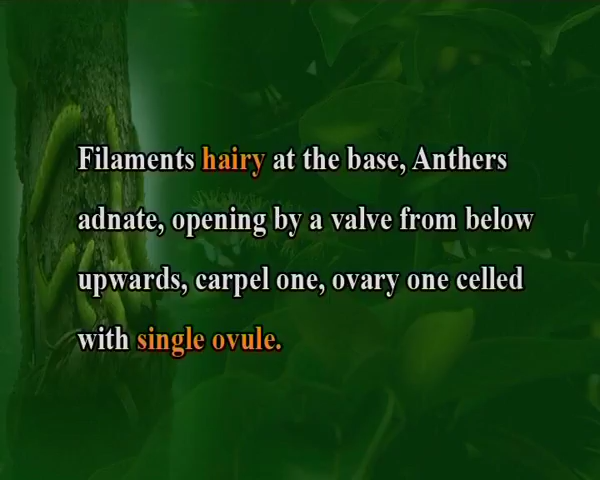 Filaments hairy at the base, Anthers
adnate, opening by a valve from below
upwards, carpel one, ovary one celled
with single ovule.